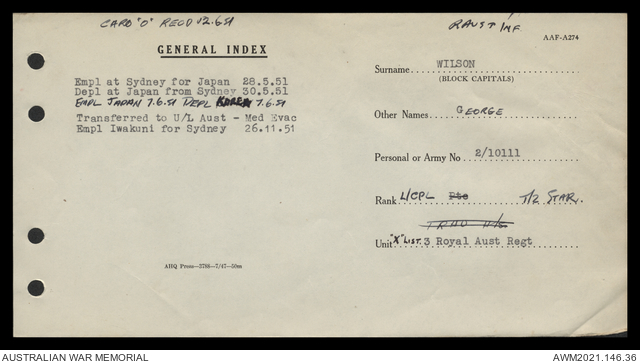 CARD "O" RECD 12.6.51
GENERAL INDEX
Empl at Sydney for Japan 28.5.51
Depl at Japan from Sydney 30.5.51
EMPL JAPAN 7.6.51 DEPL KOREA 7.6.51
Transferred to U/L Aust - Med Evac
Empl Iwakuni for Sydney 26.11.51
AHQ Press—3788—7/47—50m
R AUST INF
AAF-A274
Surname WILSON
(BLOCK CAPITALS)
Other Names GEORGE
Personal or Army No 2/10111
Rank L/CPL Pte T/2 STAR.
Unit "X" LIST. 3 Royal Aust Regt
AUSTRALIAN WAR MEMORIAL
AWM2021.146.36